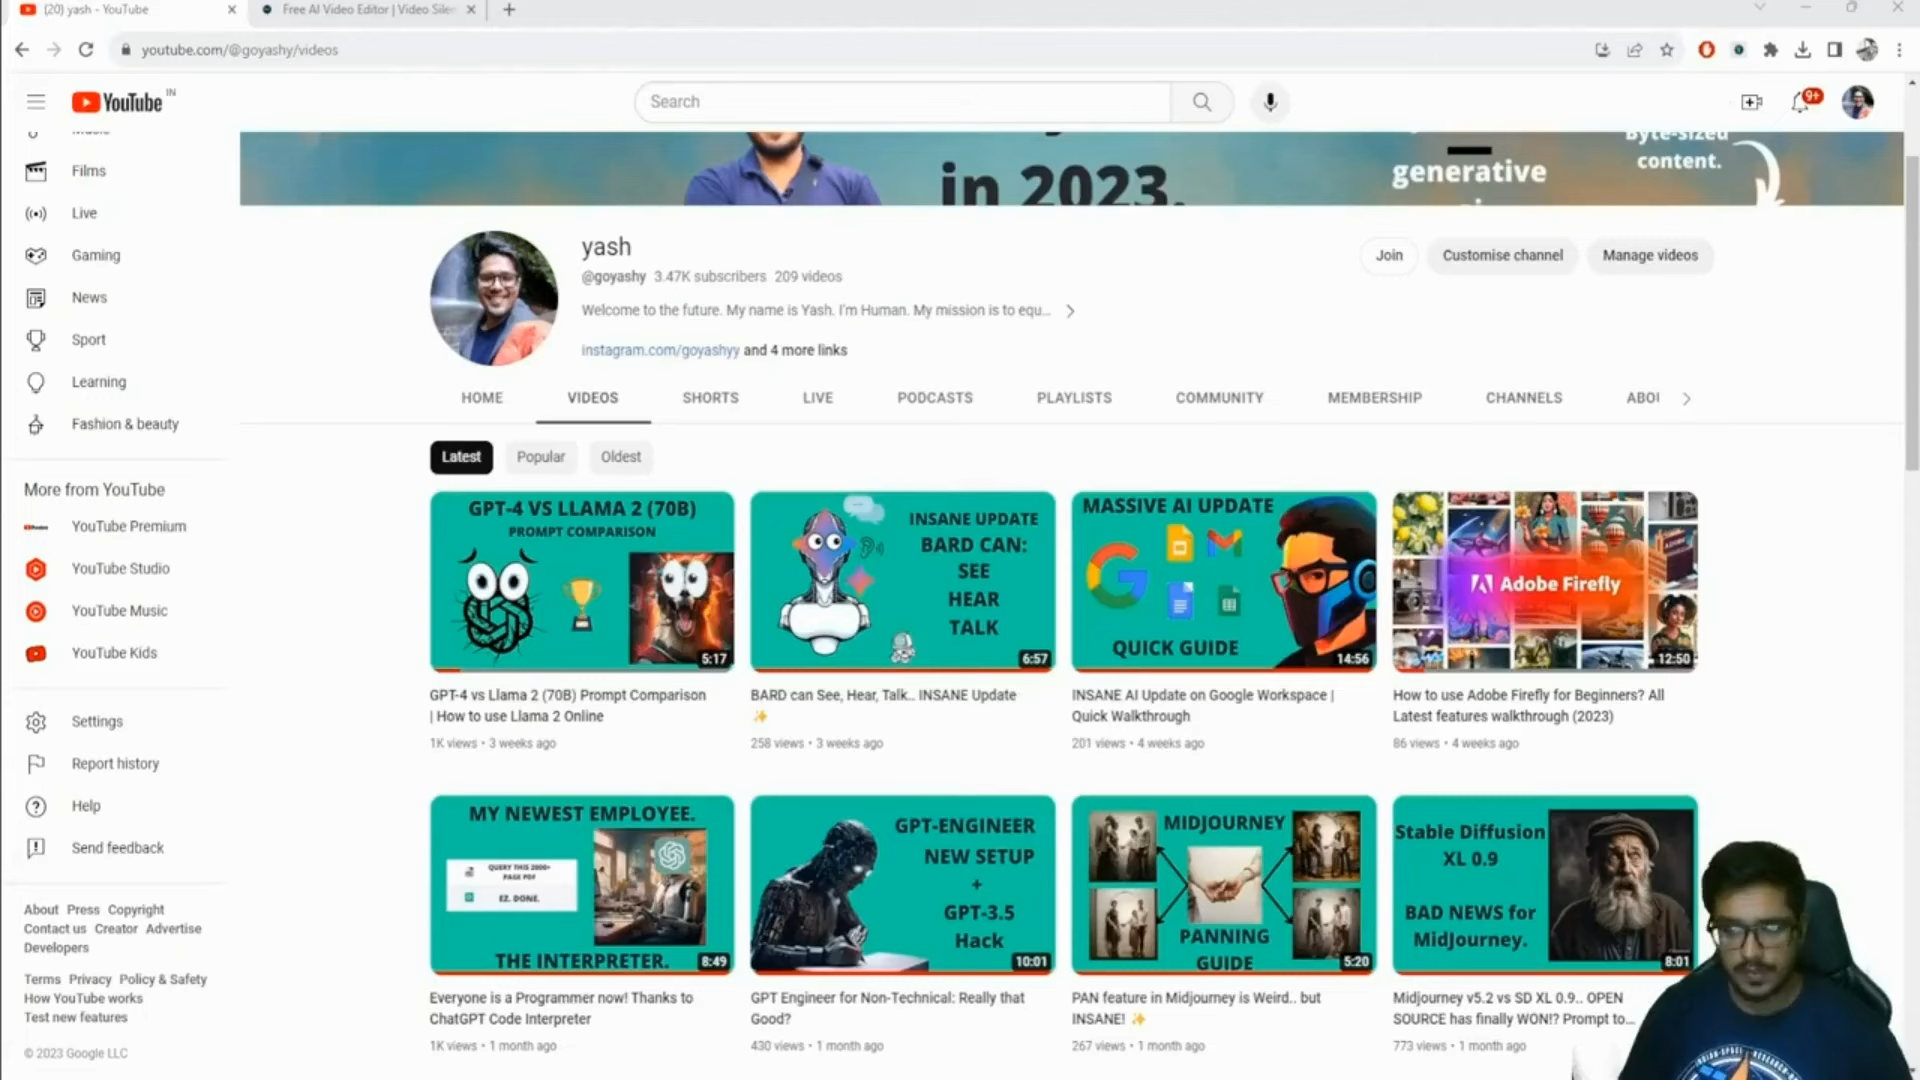 (20) yash - YouTube
Free AI Video Editor | Video Silen
youtube.com/@goyashy/videos
YouTube IN
Search
9+
Films
Live
Gaming
News
Sport
Learning
Fashion & beauty
More from YouTube
YouTube Premium
YouTube Studio
YouTube Music
YouTube Kids
Settings
Report history
Help
Send feedback
About Press Copyright
Contact us Creator Advertise
Developers
Terms Privacy Policy & Safety
How YouTube works
Test new features
© 2023 Google LLC
in 2023.
generative
Byte-sized
content.
yash
@goyashy 3.47K subscribers 209 videos
Welcome to the future. My name is Yash. I'm Human. My mission is to equ...
instagram.com/goyashyy and 4 more links
Join
Customise channel
Manage videos
HOME
VIDEOS
SHORTS
LIVE
PODCASTS
PLAYLISTS
COMMUNITY
MEMBERSHIP
CHANNELS
ABOU
Latest
Popular
Oldest
GPT-4 VS LLAMA 2 (70B)
PROMPT COMPARISON
5:17
GPT-4 vs Llama 2 (70B) Prompt Comparison
| How to use Llama 2 Online
1K views • 3 weeks ago
INSANE UPDATE
BARD CAN:
SEE
HEAR
TALK
6:57
BARD can See, Hear, Talk.. INSANE Update
✨
258 views • 3 weeks ago
MASSIVE AI UPDATE
QUICK GUIDE
14:56
INSANE AI Update on Google Workspace |
Quick Walkthrough
201 views • 4 weeks ago
Adobe Firefly
12:50
How to use Adobe Firefly for Beginners? All
Latest features walkthrough (2023)
86 views • 4 weeks ago
MY NEWEST EMPLOYEE.
QUERY THIS 2000+
PAGE PDF
EZ. DONE.
THE INTERPRETER.
8:49
Everyone is a Programmer now! Thanks to
ChatGPT Code Interpreter
1K views • 1 month ago
GPT-ENGINEER
NEW SETUP
+
GPT-3.5
Hack
10:01
GPT Engineer for Non-Technical: Really that
Good?
430 views • 1 month ago
MIDJOURNEY
PANNING
GUIDE
5:20
PAN feature in Midjourney is Weird.. but
INSANE! ✨
267 views • 1 month ago
Stable Diffusion
XL 0.9
BAD NEWS for
MidJourney.
8:01
Midjourney v5.2 vs SD XL 0.9.. OPEN
SOURCE has finally WON!? Prompt to...
773 views • 1 month ago